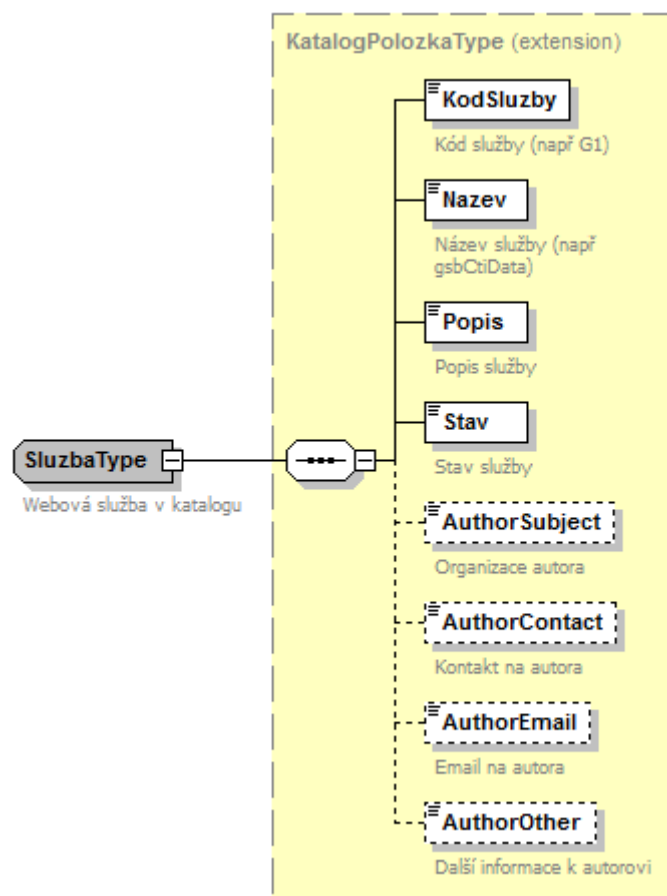 KatalogPolozkaType (extension)
KodSluzby
Kód služby (např G1)
Nazev
Název služby (např
gsbCtiData)
Popis
Popis služby
Stav
Stav služby
SluzbaType
Webová služba v katalogu
AuthorSubject
Organizace autora
AuthorContact
Kontakt na autora
AuthorEmail
Email na autora
AuthorOther
Další informace k autorovi